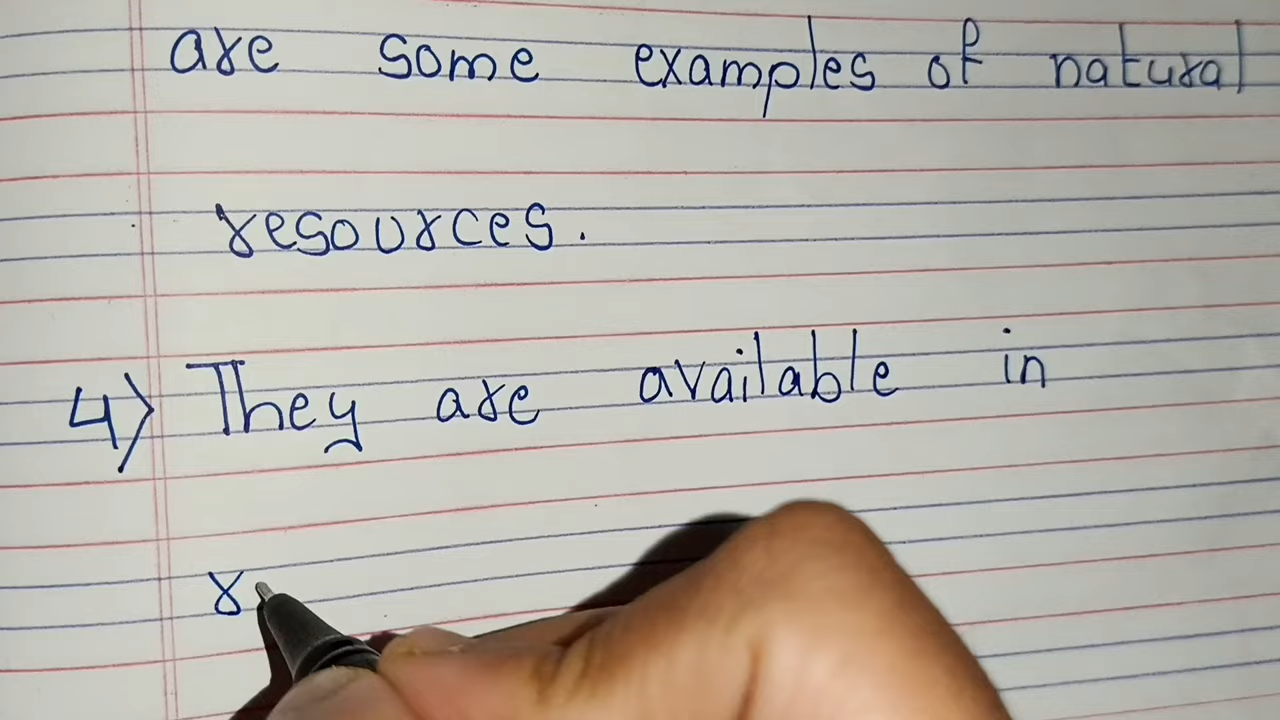 are some examples of natural
resources.
4) They are available in
r